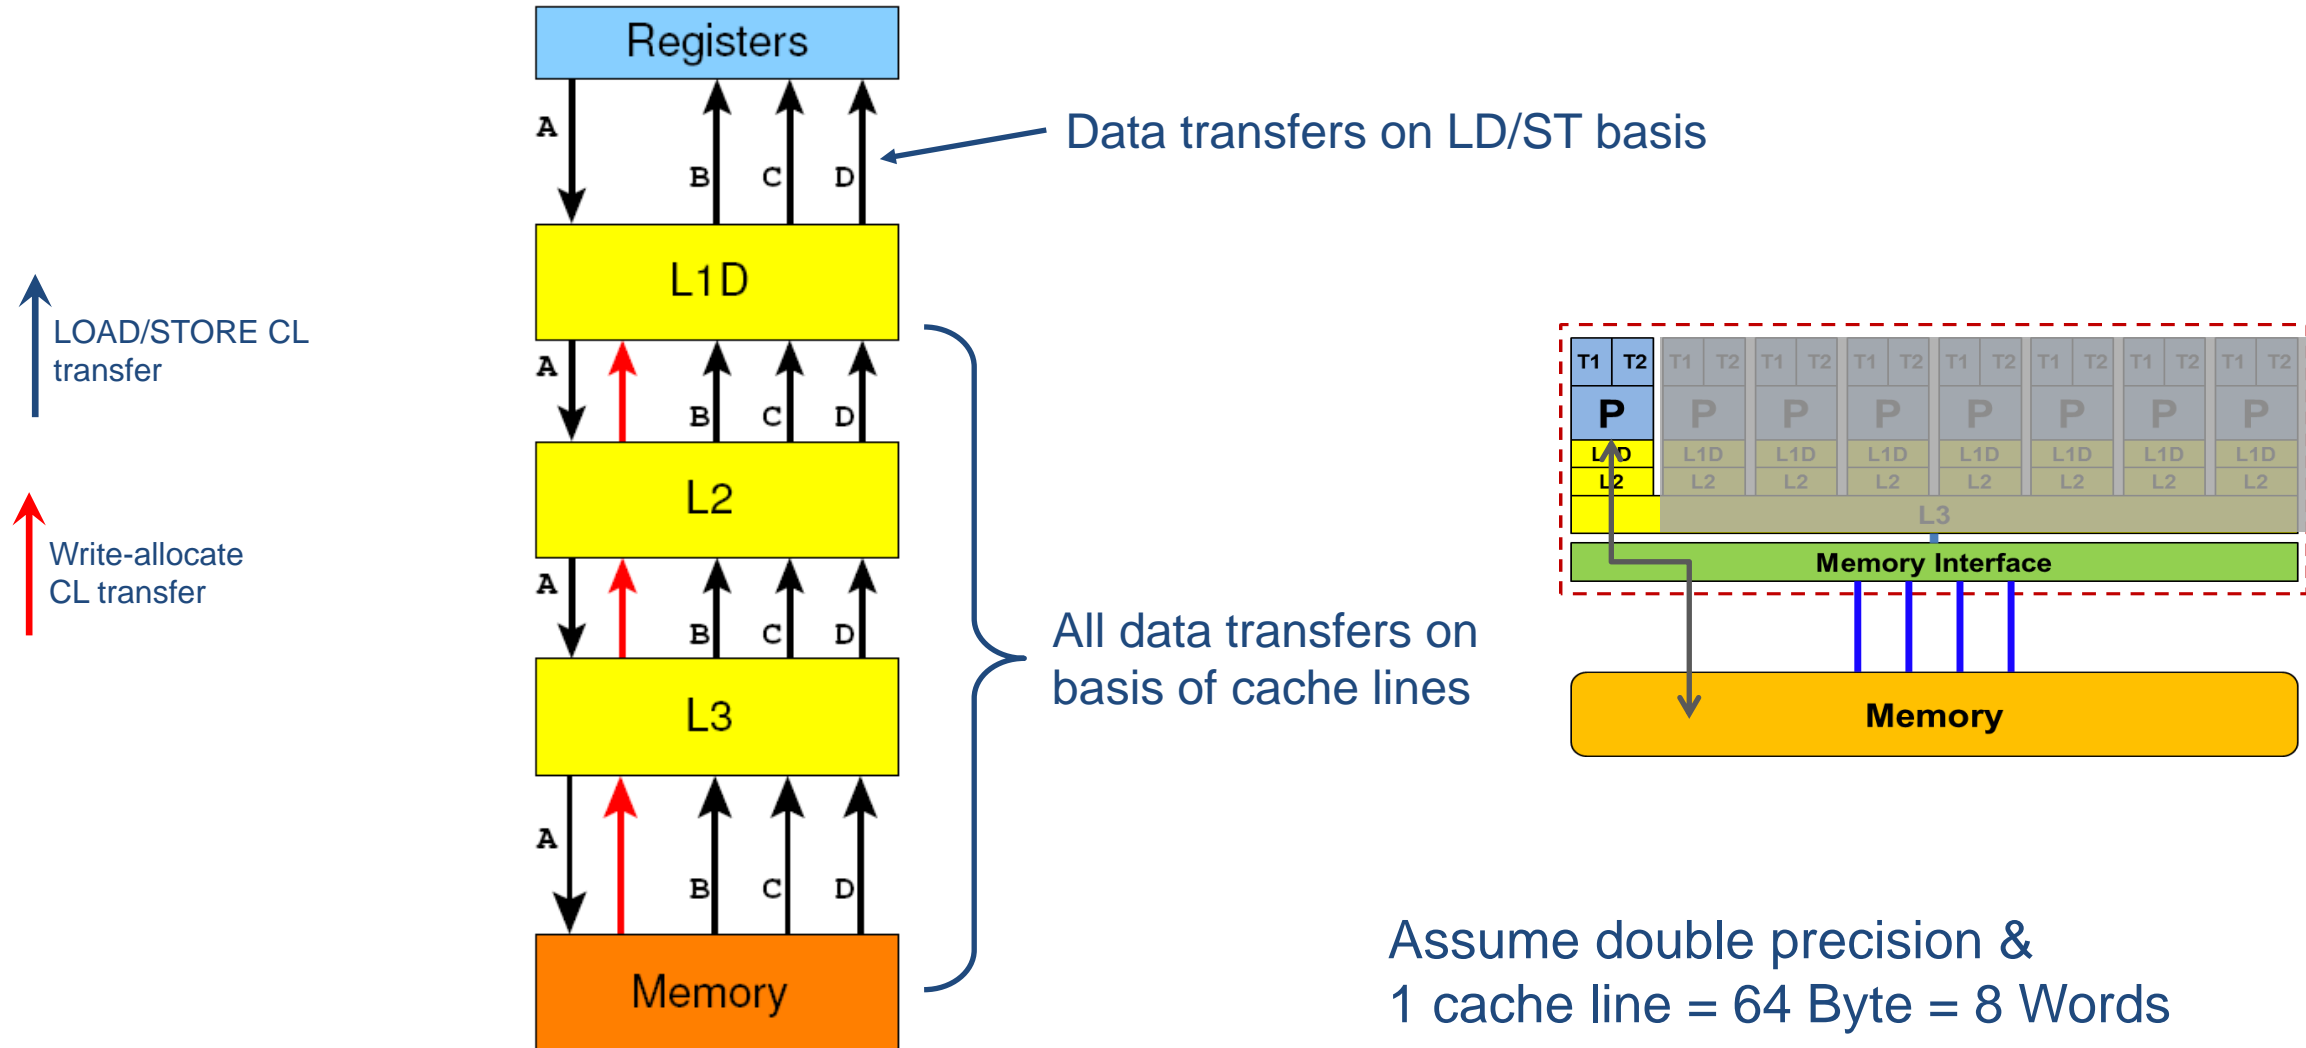 Registers
A
B C D
Data transfers on LD/ST basis
L1D
LOAD/STORE CL
transfer
A
B C D
L2
Write-allocate
CL transfer
A
B C D
All data transfers on
basis of cache lines
L3
A
B C D
Memory
T1 T2 T1 T2 T1 T2 T1 T2 T1 T2 T1 T2 T1 T2 T1 T2
P P P P P P P P
L1D L1D L1D L1D L1D L1D L1D L1D
L2 L2 L2 L2 L2 L2 L2 L2
L3
Memory Interface
Memory
Assume double precision &
1 cache line = 64 Byte = 8 Words